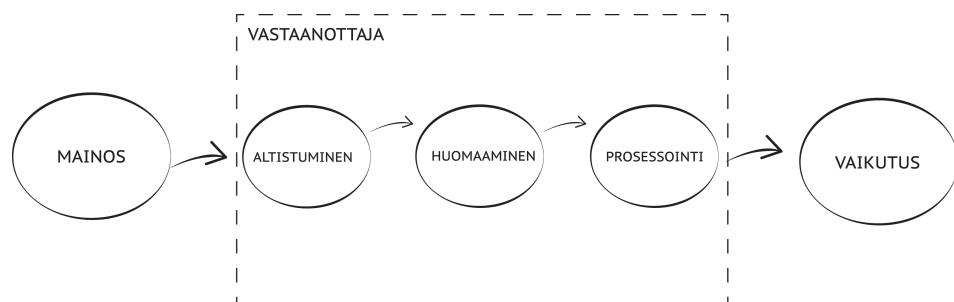 VASTAANOTTAJA
MAINOS
ALTISTUMINEN
HUOMAAMINEN
PROSESSOINTI
VAIKUTUS